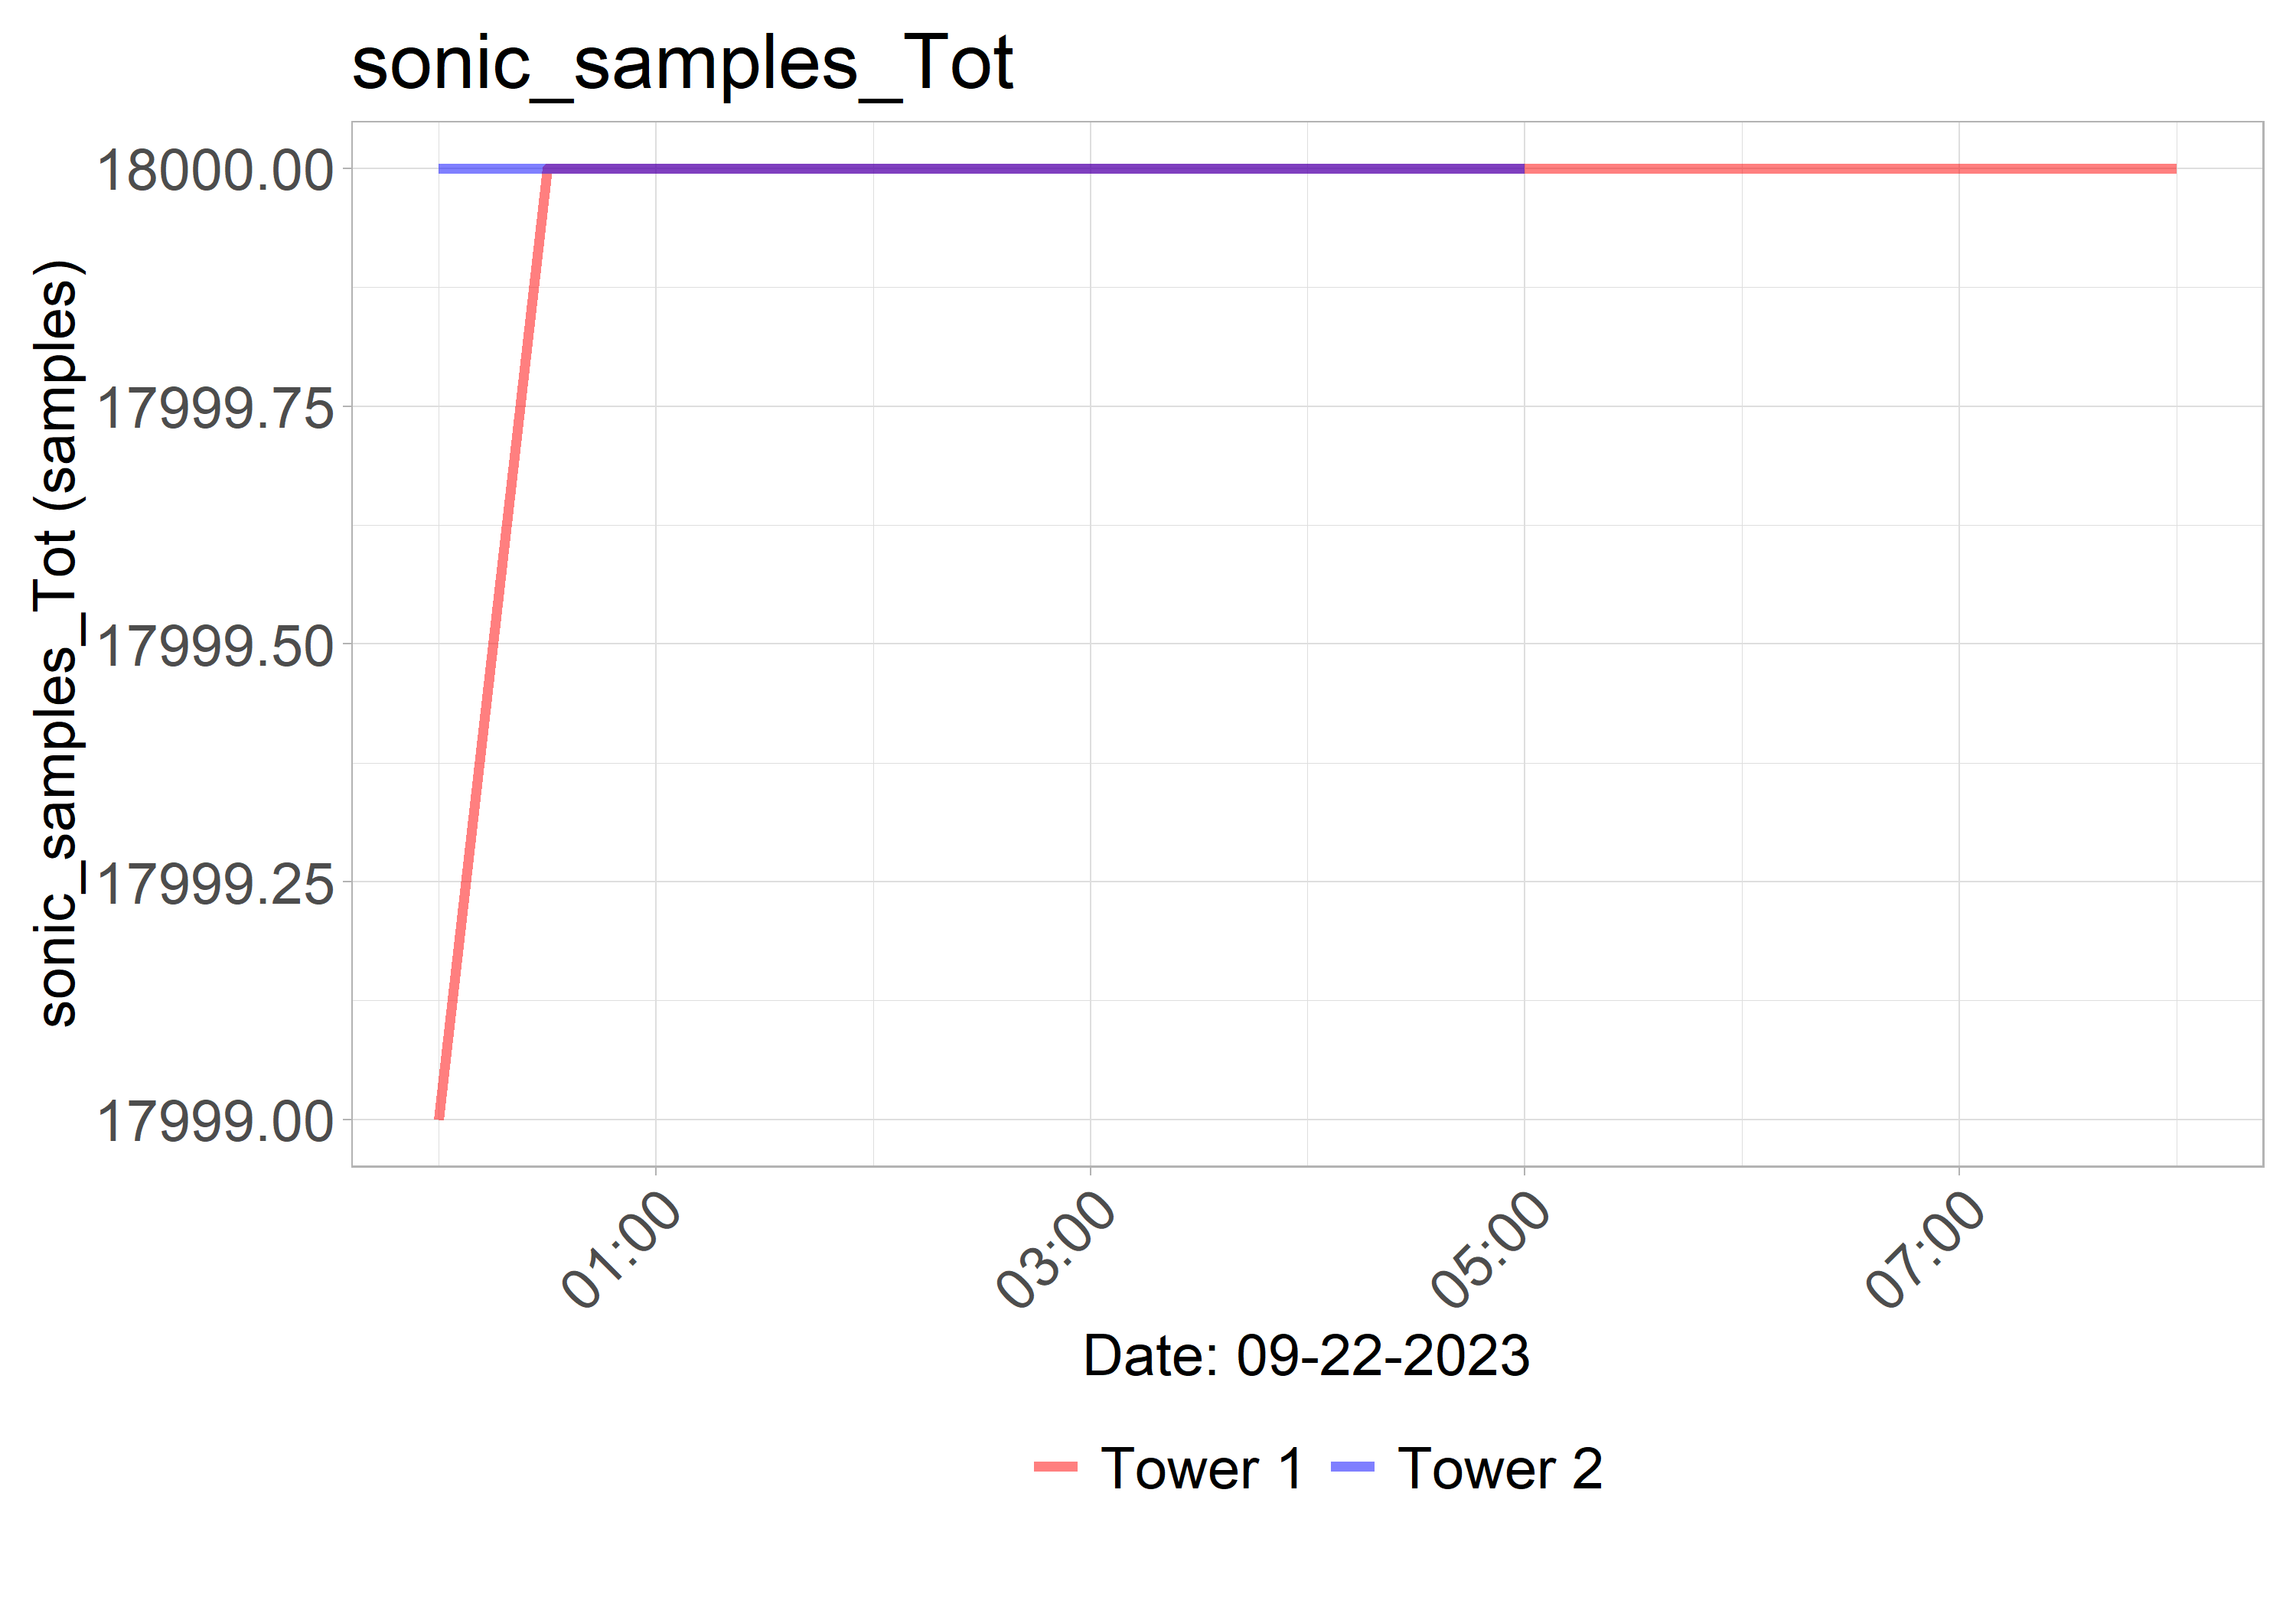 sonic_samples_Tot
sonic_samples_Tot (samples)
18000.00
17999.75
17999.50
17999.25
17999.00
01:00
03:00
05:00
07:00
Date: 09-22-2023
Tower 1
Tower 2